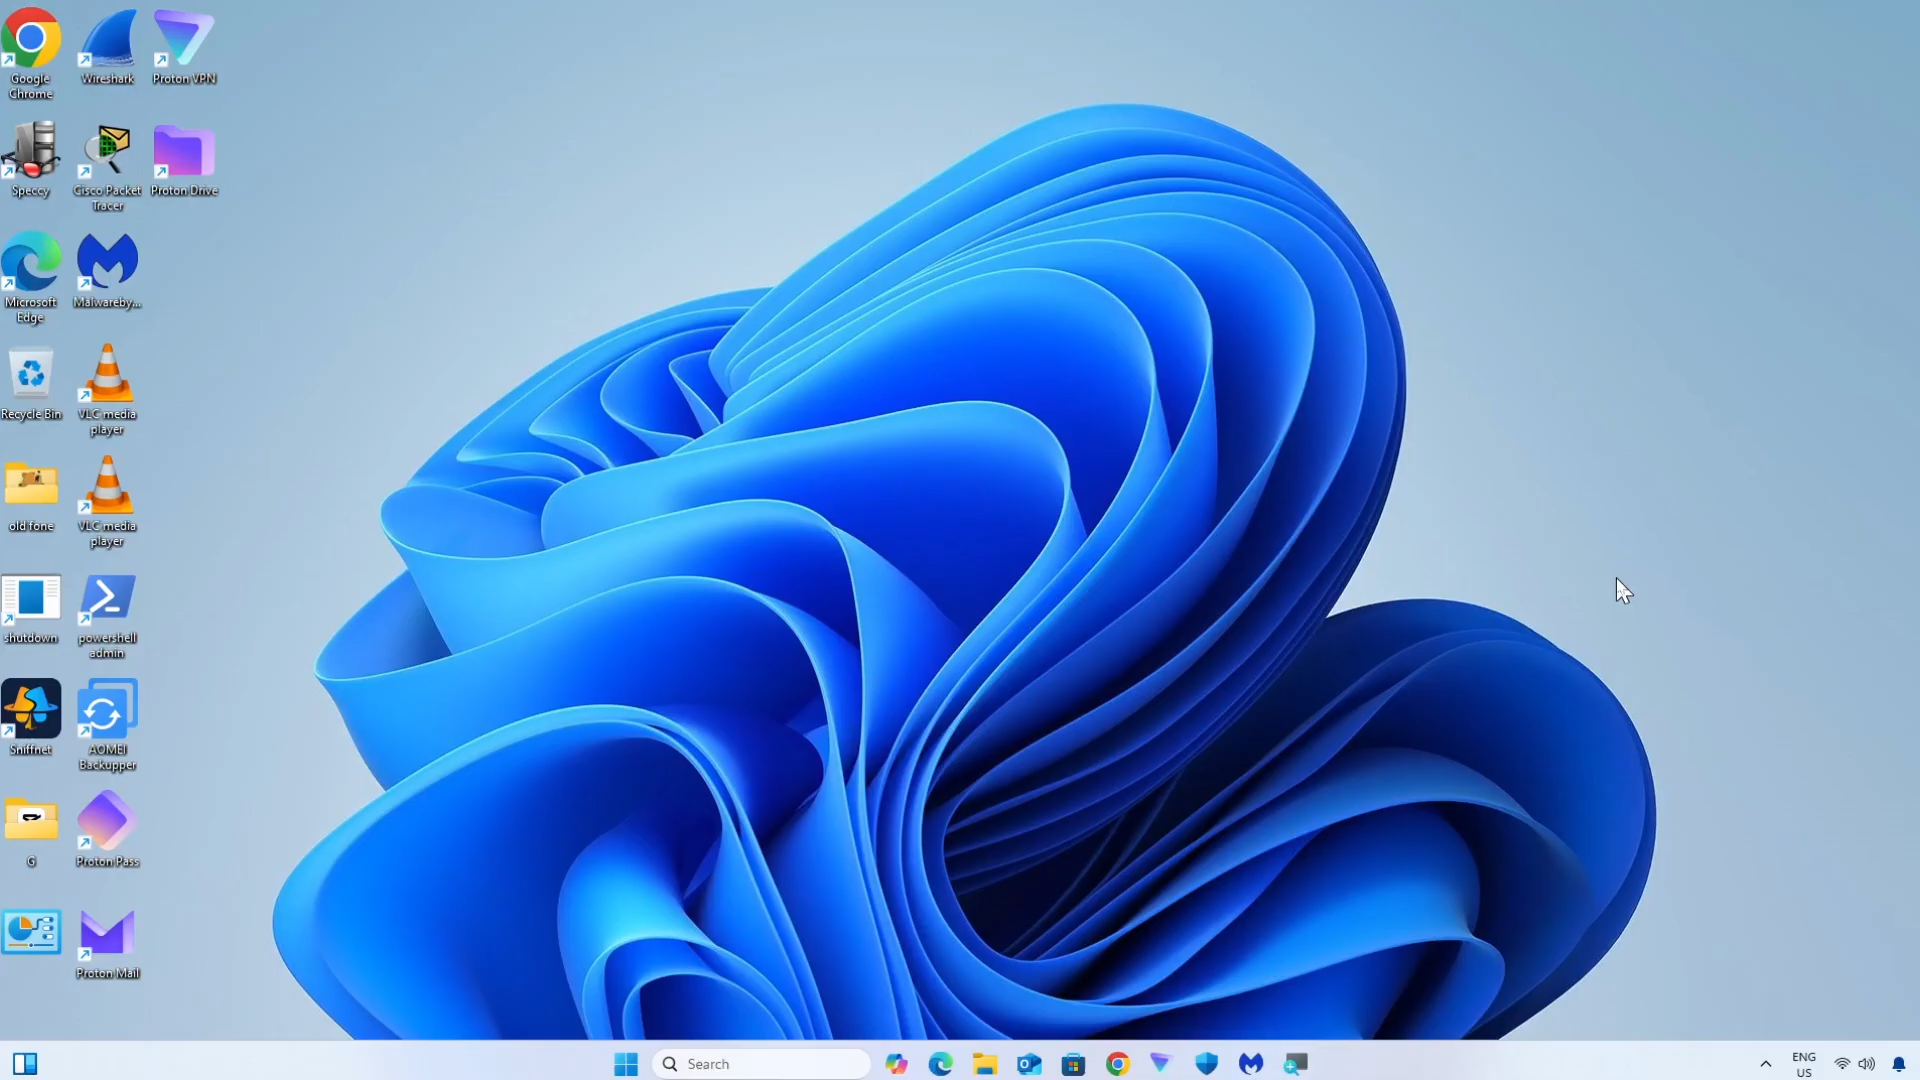 Google
Chrome
Wireshark
Proton VPN
Speccy
Cisco Packet
Tracer
Proton Drive
Microsoft
Edge
Malwareby...
Recycle Bin
VLC media
player
old fone
VLC media
player
shutdown
powershell
admin
Sniffnet
AOMEI
Backupper
G
Proton Pass
Proton Mail
Search
ENG
US